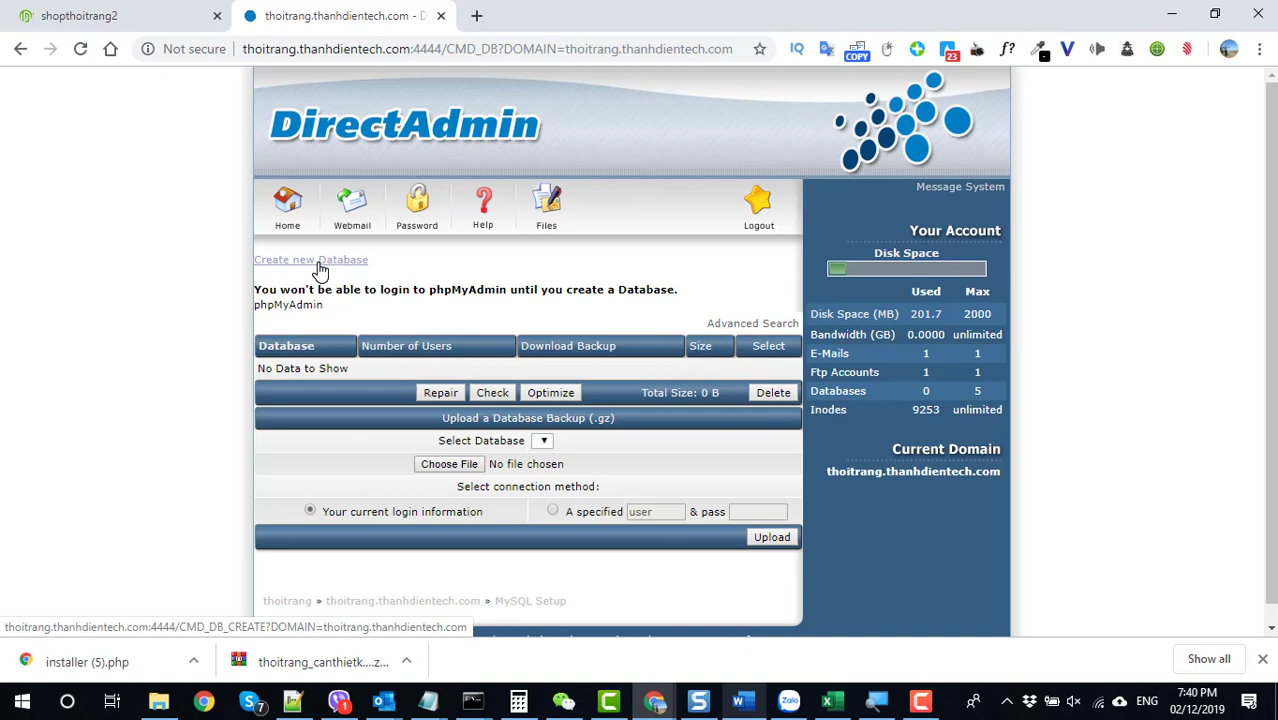 shopthoitrang2
thoitrang.thanhdientech.com - D
Not secure
thoitrang.thanhdientech.com:4444/CMD_DB?DOMAIN=thoitrang.thanhdientech.com
IQ
COPY
23
f?
V
DirectAdmin
Message System
Home
Webmail
Password
Help
Files
Logout
Your Account
Disk Space
Used Max
Disk Space (MB) 201.7 2000
Bandwidth (GB) 0.0000 unlimited
E-Mails 1 1
Ftp Accounts 1 1
Databases 0 5
Inodes 9253 unlimited
Current Domain
thoitrang.thanhdientech.com
Create new Database
You won't be able to login to phpMyAdmin until you create a Database.
phpMyAdmin
Advanced Search
Database Number of Users Download Backup Size Select
No Data to Show
Repair Check Optimize Total Size: 0 B Delete
Upload a Database Backup (.gz)
Select Database
Choose File No file chosen
Select connection method:
Your current login information A specified user & pass
Upload
thoitrang » thoitrang.thanhdientech.com » MySQL Setup
thoitrang.thanhdientech.com:4444/CMD_DB_CREATE?DOMAIN=thoitrang.thanhdientech.com
installer (5).php
thoitrang_canthietk....z...
Show all
7
1
ENG
7:40 PM
02/12/2019